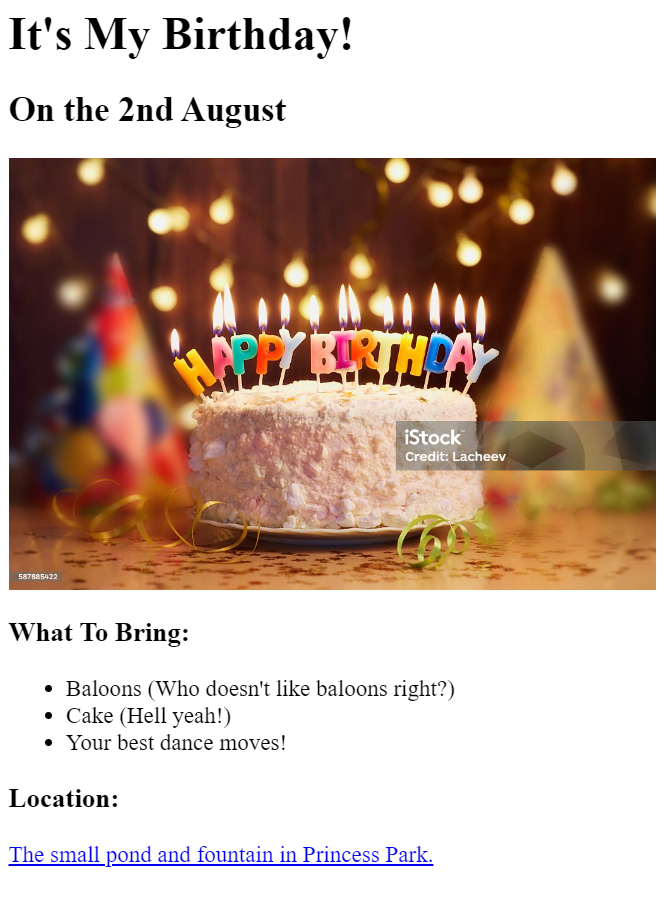 It's My Birthday!
On the 2nd August
HAPPY BIRTHDAY
iStock
Credit: Lacheev
587885422
What To Bring:
Baloons (Who doesn't like baloons right?)
Cake (Hell yeah!)
Your best dance moves!
Location:
The small pond and fountain in Princess Park.